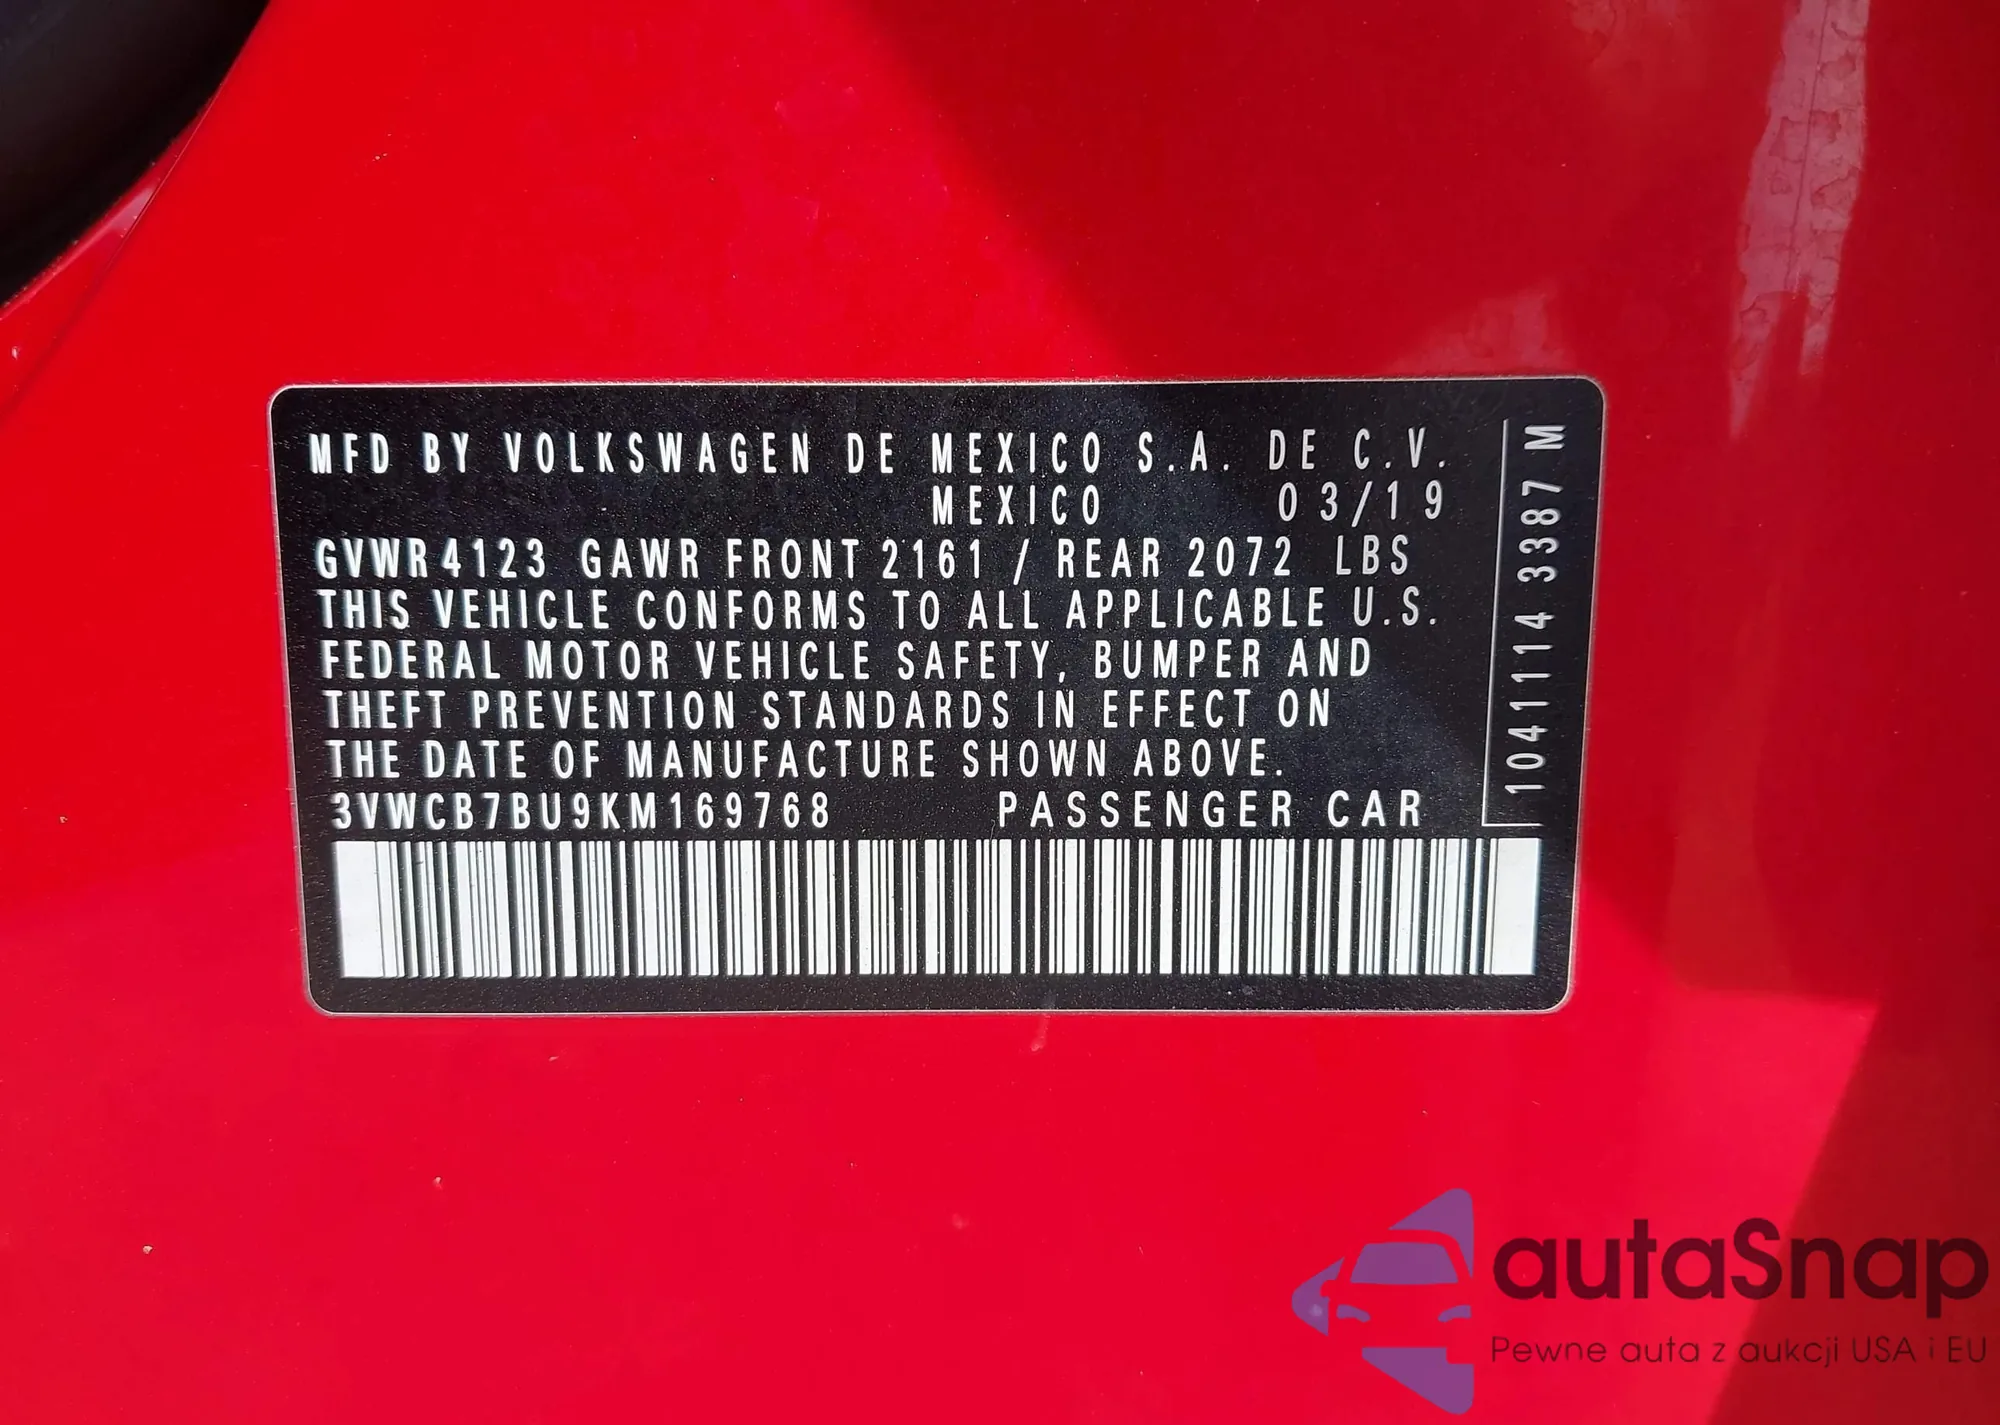 MFD BY VOLKSWAGEN DE MEXICO S.A. DE C.V.
MEXICO 03/19
GVWR 4123 GAWR FRONT 2161 / REAR 2072 LBS
THIS VEHICLE CONFORMS TO ALL APPLICABLE U.S.
FEDERAL MOTOR VEHICLE SAFETY, BUMPER AND
THEFT PREVENTION STANDARDS IN EFFECT ON
THE DATE OF MANUFACTURE SHOWN ABOVE.
3VWCB7BU9KM169768 PASSENGER CAR
1041114 3387 M
autaSnap
Pewne auta z aukcji USA i EU